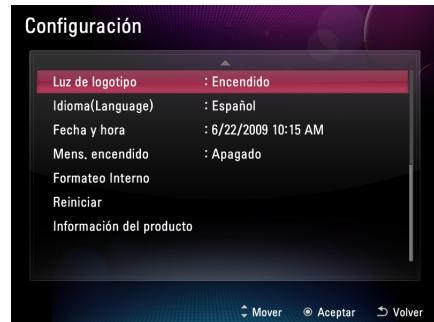 Configuración
Luz de logotipo : Encendido
Idioma(Language) : Español
Fecha y hora : 6/22/2009 10:15 AM
Mens. encendido : Apagado
Formateo Interno
Reiniciar
Información del producto
Mover Aceptar Volver